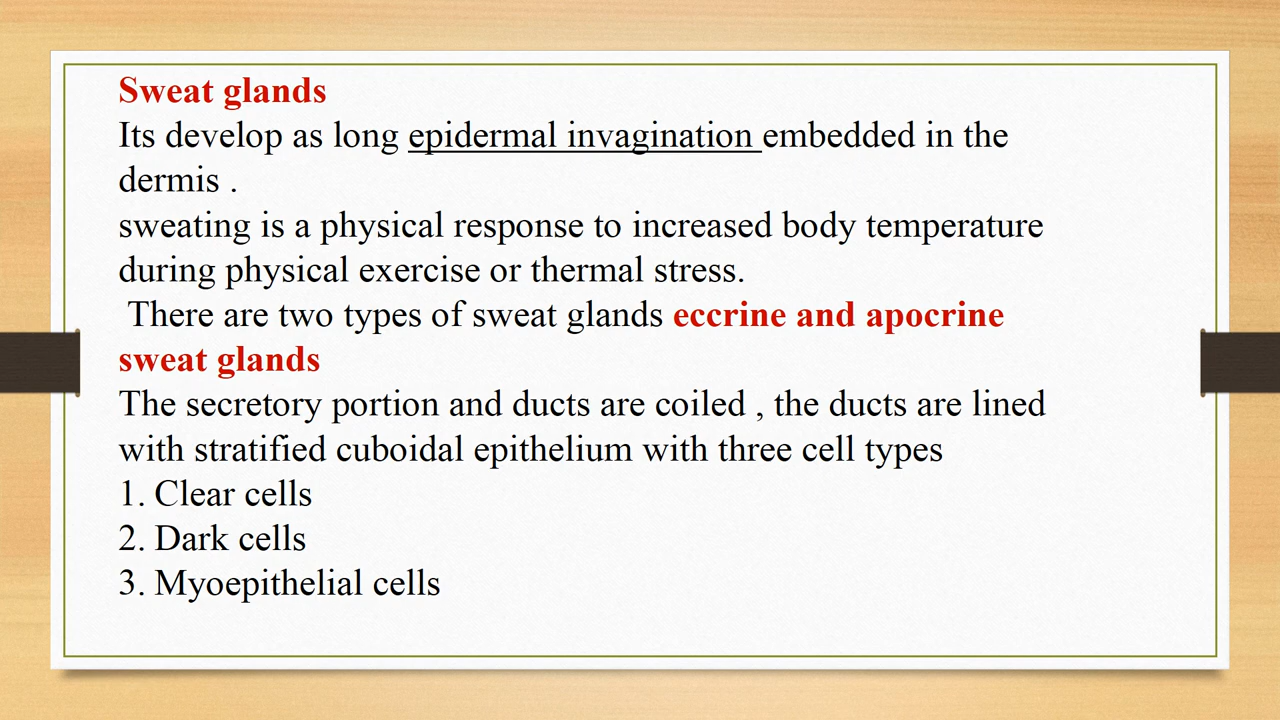 Sweat glands
Its develop as long epidermal invagination embedded in the
dermis .
sweating is a physical response to increased body temperature
during physical exercise or thermal stress.
There are two types of sweat glands eccrine and apocrine
sweat glands
The secretory portion and ducts are coiled , the ducts are lined
with stratified cuboidal epithelium with three cell types
1. Clear cells
2. Dark cells
3. Myoepithelial cells